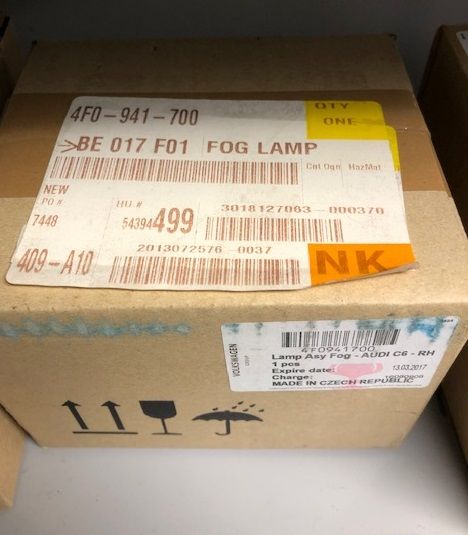 4F0-941-700
QTY
ONE
>BE 017 F01 FOG LAMP
Cat Dgn HazMat
NEW
PO #
7448
HU #
54394499
3018127063-000370
2013072576-0037
409-A10
NK
VOLKSWAGEN
4F0941700
Lamp Asy Fog - AUDI C6 - RH
1 pcs
Expire date: 13.03.2017
Charge:
MADE IN CZECH REPUBLIC